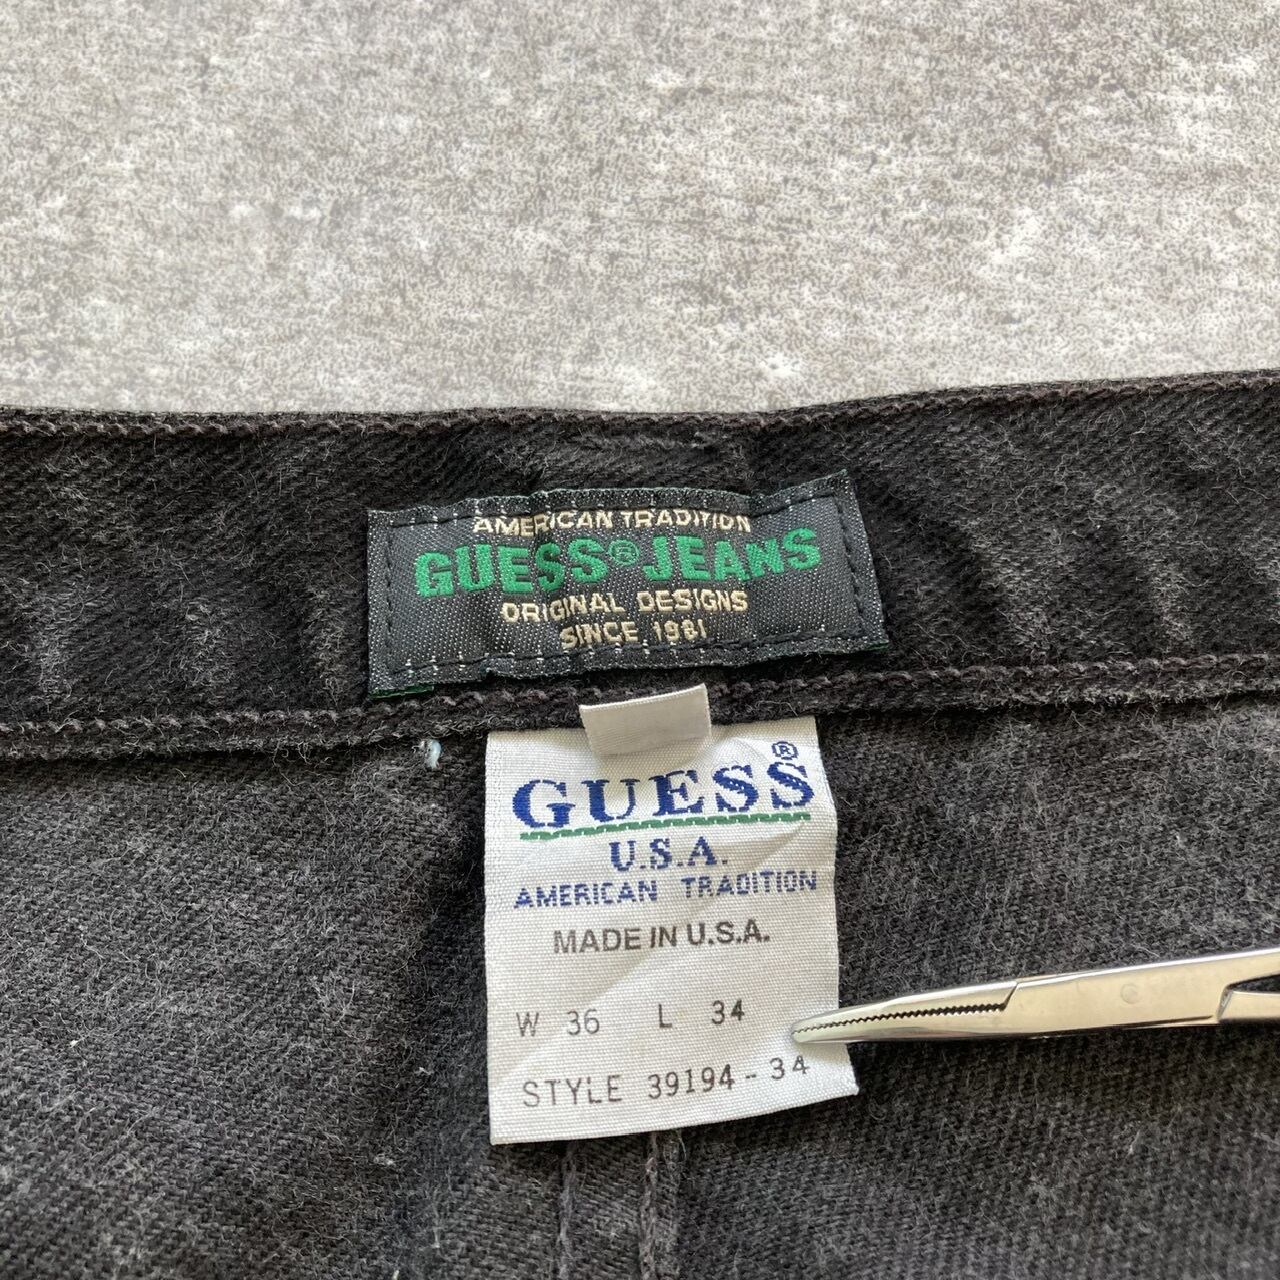 AMERICAN TRADITION
GUESS® JEANS
ORIGINAL DESIGNS
SINCE 1981
GUESS®
U.S.A.
AMERICAN TRADITION
MADE IN U.S.A.
W 36 L 34
STYLE 39194-34